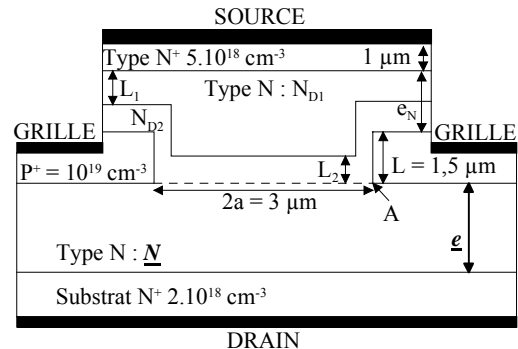 SOURCE
Type N⁺ 5.10¹⁸ cm⁻³
1 µm
L₁
Type N : N_D1
N_D2
e_N
GRILLE
GRILLE
P⁺ = 10¹⁹ cm⁻³
L₂
L = 1,5 µm
2a = 3 µm
A
Type N : N
e
Substrat N⁺ 2.10¹⁸ cm⁻³
DRAIN